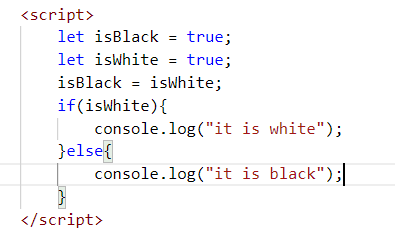 <script>
let isBlack = true;
let isWhite = true;
isBlack = isWhite;
if(isWhite){
console.log("it is white");
}else{
console.log("it is black");
}
</script>